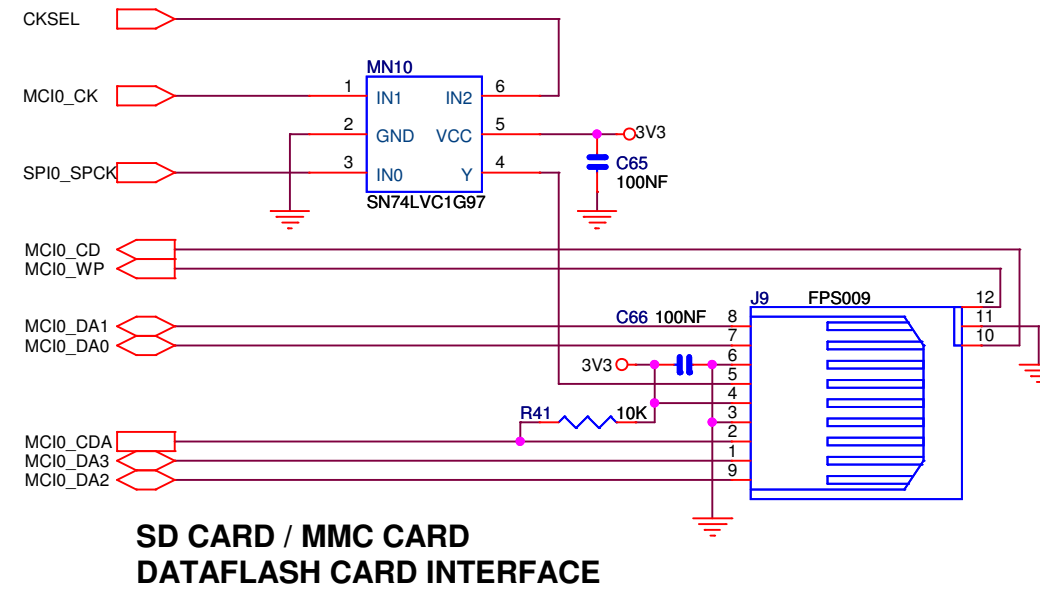 CKSEL
MN10
MCI0_CK 1 IN1 IN2 6
2 GND VCC 5 3V3
SPI0_SPCK 3 IN0 Y 4 C65
100NF
SN74LVC1G97
MCI0_CD
MCI0_WP
J9 FPS009 12
MCI0_DA1 C66 100NF 8 11
MCI0_DA0 7 10
3V3 6
5
4
R41 10K 3
MCI0_CDA 2
MCI0_DA3 1
MCI0_DA2 9
SD CARD / MMC CARD
DATAFLASH CARD INTERFACE